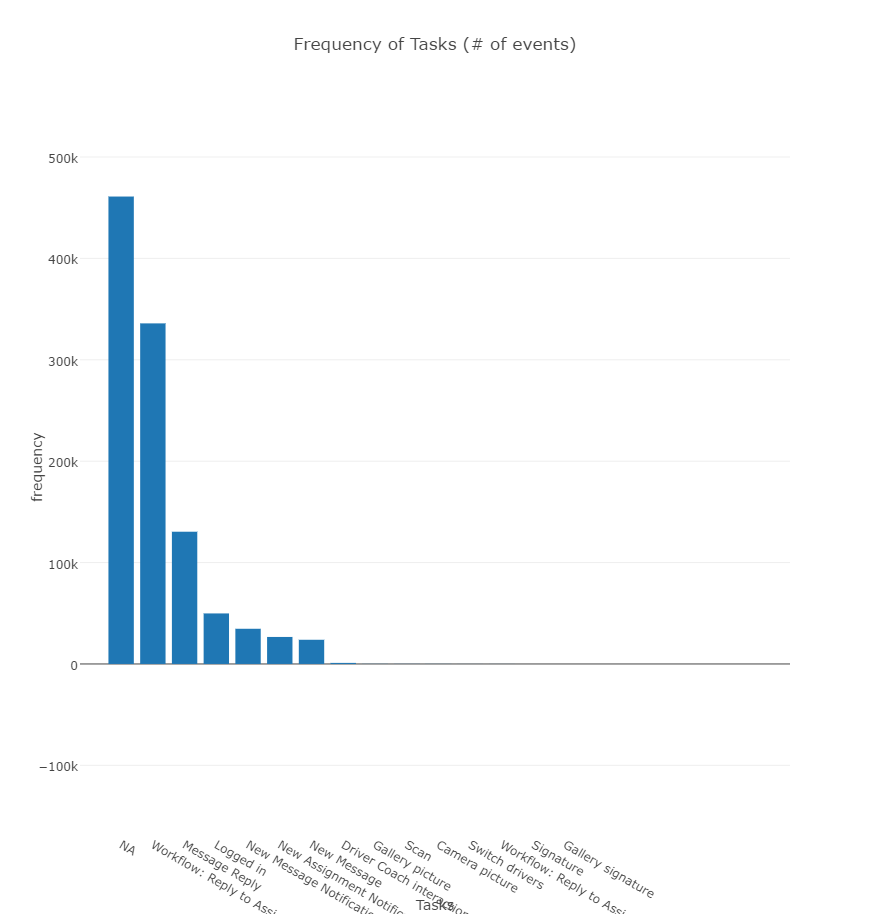 Frequency of Tasks (# of events)
500k
400k
300k
200k
100k
0
−100k
frequency
NA
Workflow: Reply to Assi
Message Reply
Logged in
New Message Notificatio
New Assignment Notific
New Message
Driver Coach interaction
Gallery picture
Scan
Camera picture
Switch drivers
Workflow: Reply to Assi
Signature
Gallery signature
Tasks